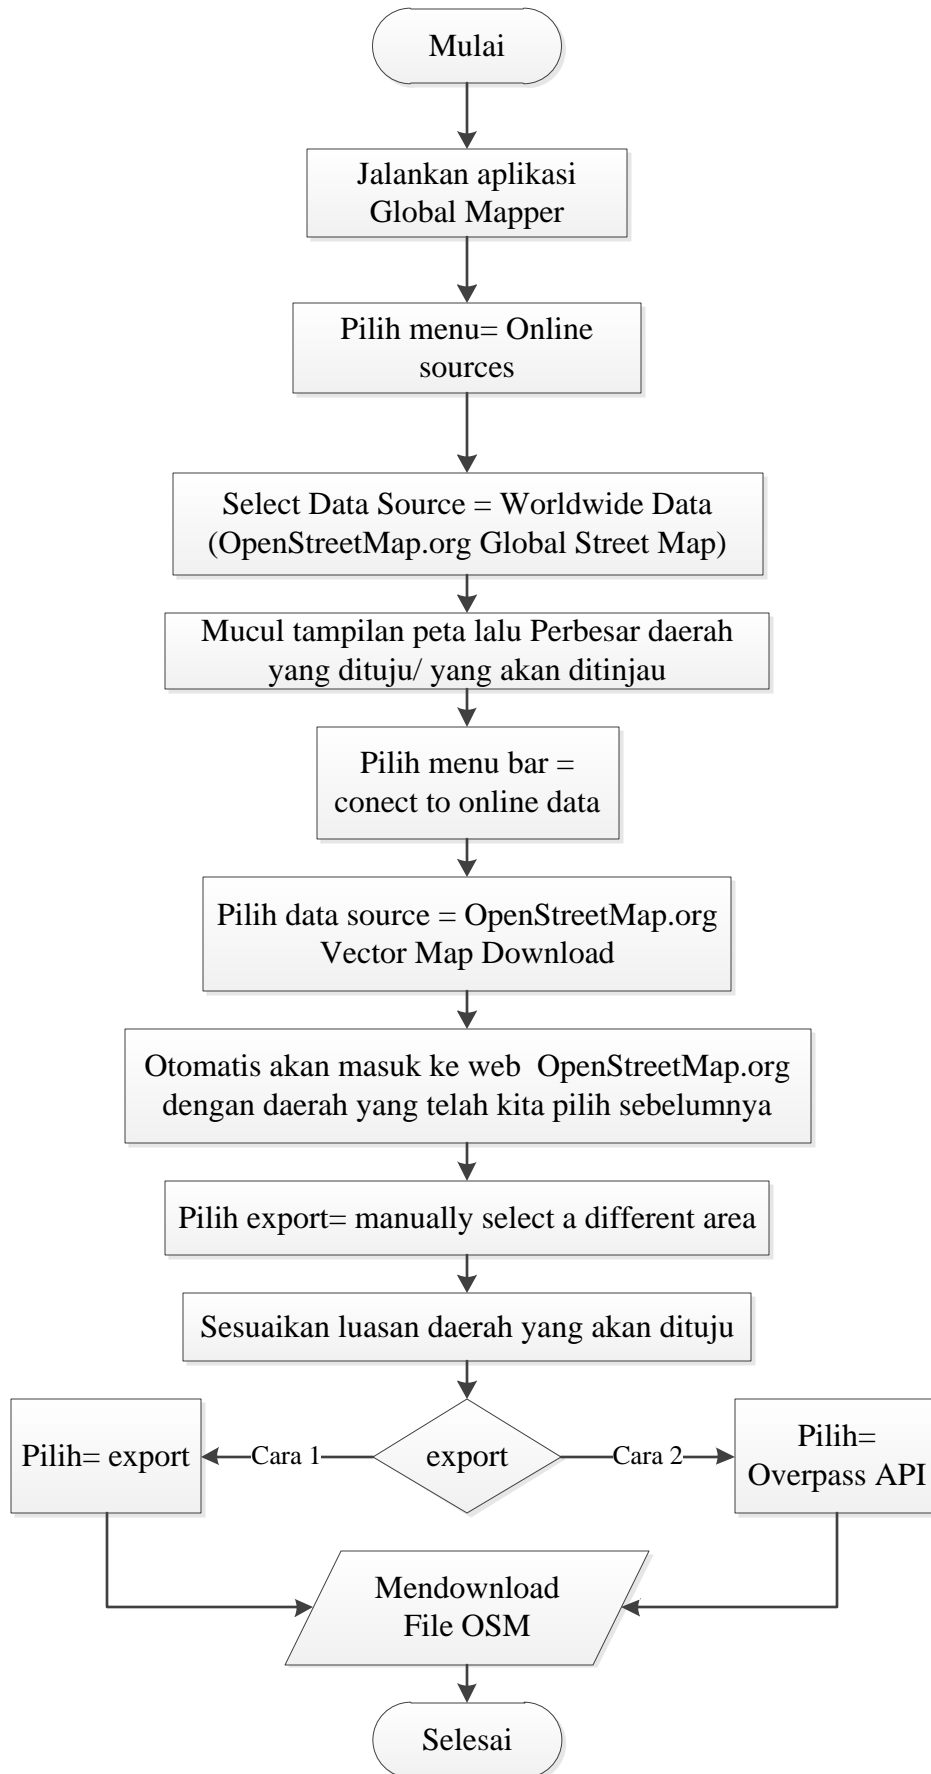 Mulai
Jalankan aplikasi
Global Mapper
Pilih menu= Online
sources
Select Data Source = Worldwide Data
(OpenStreetMap.org Global Street Map)
Mucul tampilan peta lalu Perbesar daerah
yang dituju/ yang akan ditinjau
Pilih menu bar =
conect to online data
Pilih data source = OpenStreetMap.org
Vector Map Download
Otomatis akan masuk ke web  OpenStreetMap.org
dengan daerah yang telah kita pilih sebelumnya
Pilih export= manually select a different area
Sesuaikan luasan daerah yang akan dituju
export
Cara 1
Pilih= export
Cara 2
Pilih=
Overpass API
Mendownload
File OSM
Selesai